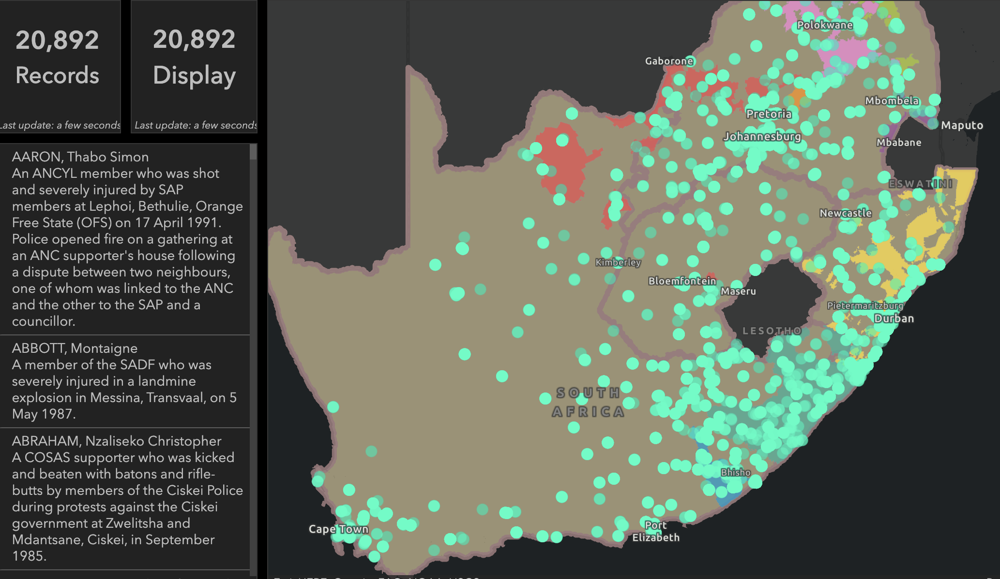 20,892
Records
Last update: a few seconds
20,892
Display
Last update: a few seconds
AARON, Thabo Simon
An ANCYL member who was shot
and severely injured by SAP
members at Lephoi, Bethulie, Orange
Free State (OFS) on 17 April 1991.
Police opened fire on a gathering at
an ANC supporter's house following
a dispute between two neighbours,
one of whom was linked to the ANC
and the other to the SAP and a
councillor.
ABBOTT, Montaigne
A member of the SADF who was
severely injured in a landmine
explosion in Messina, Transvaal, on 5
May 1987.
ABRAHAM, Nzaliseko Christopher
A COSAS supporter who was kicked
and beaten with batons and rifle-
butts by members of the Ciskei Police
during protests against the Ciskei
government at Zwelitsha and
Mdantsane, Ciskei, in September
1985.
Polokwane
Gaborone
Mbombela
Pretoria
Maputo
Johannesburg
Mbabane
ESWATINI
Newcastle
Kimberley
Bloemfontein
Maseru
Pietermaritzburg
Durban
LESOTHO
SOUTH
AFRICA
Bhisho
Cape Town
Port
Elizabeth